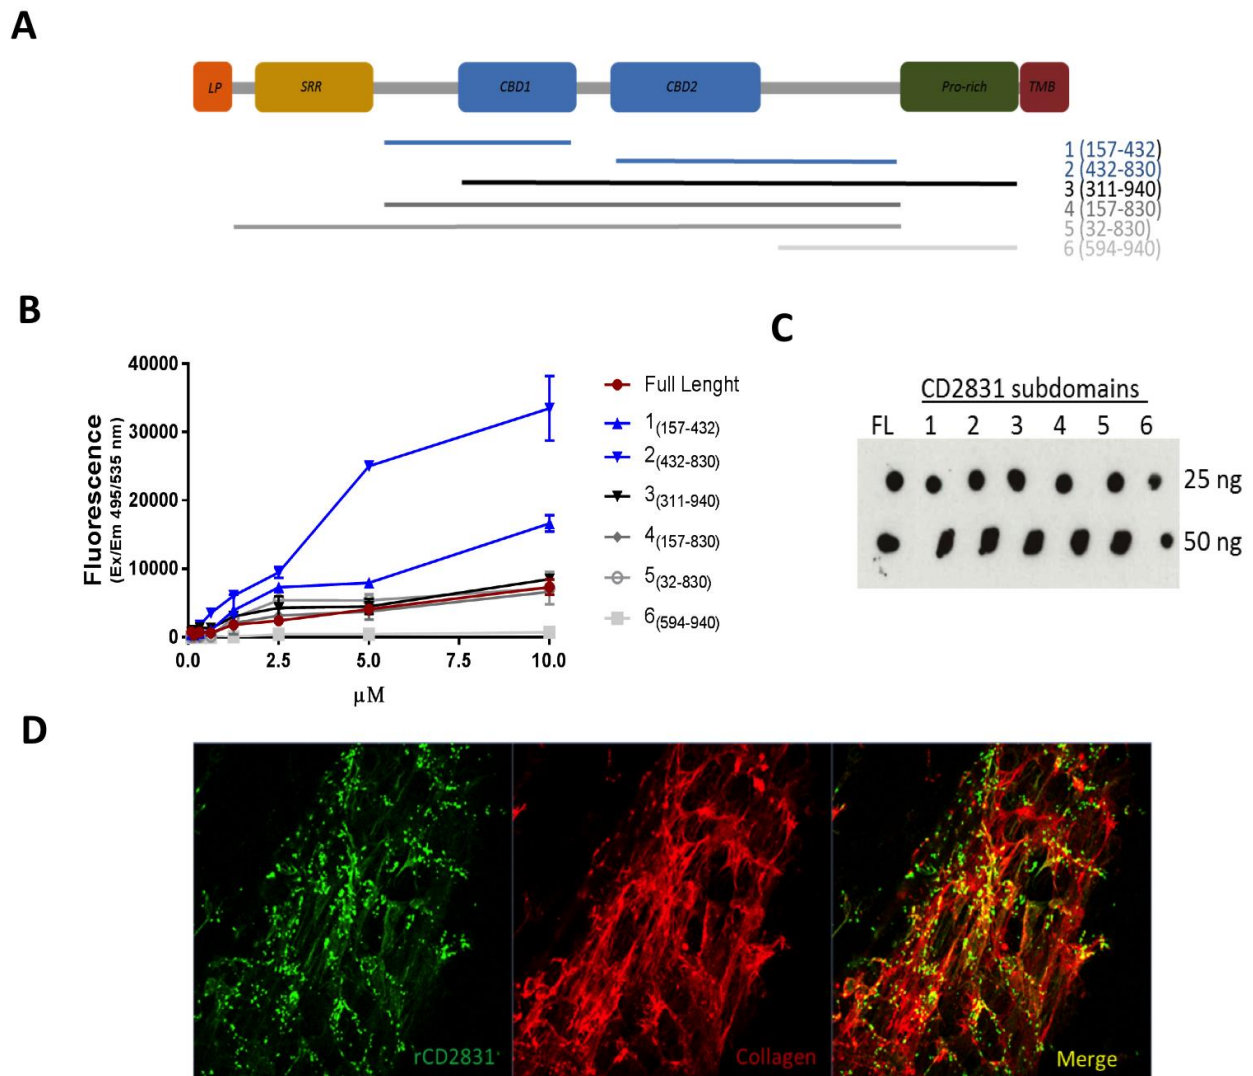 A
LP SRR CBD1 CBD2 Pro-rich TMB
1 (157-432)
2 (432-830)
3 (311-940)
4 (157-830)
5 (32-830)
6 (594-940)
B
Fluorescence
(Ex/Em 495/535 nm)
40000
30000
20000
10000
0
0.0 2.5 5.0 7.5 10.0
µM
Full Lenght
1(157-432)
2(432-830)
3(311-940)
4(157-830)
5(32-830)
6(594-940)
C
CD2831 subdomains
FL 1 2 3 4 5 6
25 ng
50 ng
D
rCD2831 Collagen Merge